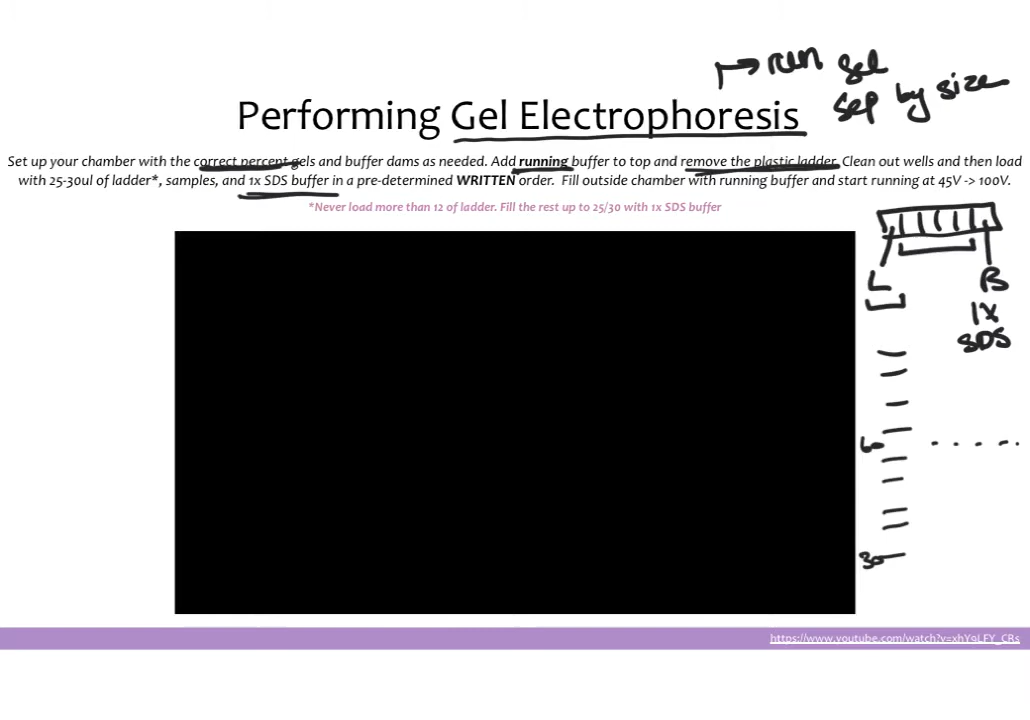 run gel
sep by size
Performing Gel Electrophoresis
Set up your chamber with the correct percent gels and buffer dams as needed. Add running buffer to top and remove the plastic ladder. Clean out wells and then load
with 25-30ul of ladder*, samples, and 1x SDS buffer in a pre-determined WRITTEN order. Fill outside chamber with running buffer and start running at 45V -> 100V.
*Never load more than 12 of ladder. Fill the rest up to 25/30 with 1x SDS buffer
L B
1X
SDS
60
30
https://www.youtube.com/watch?v=xhY9LFY_CRs